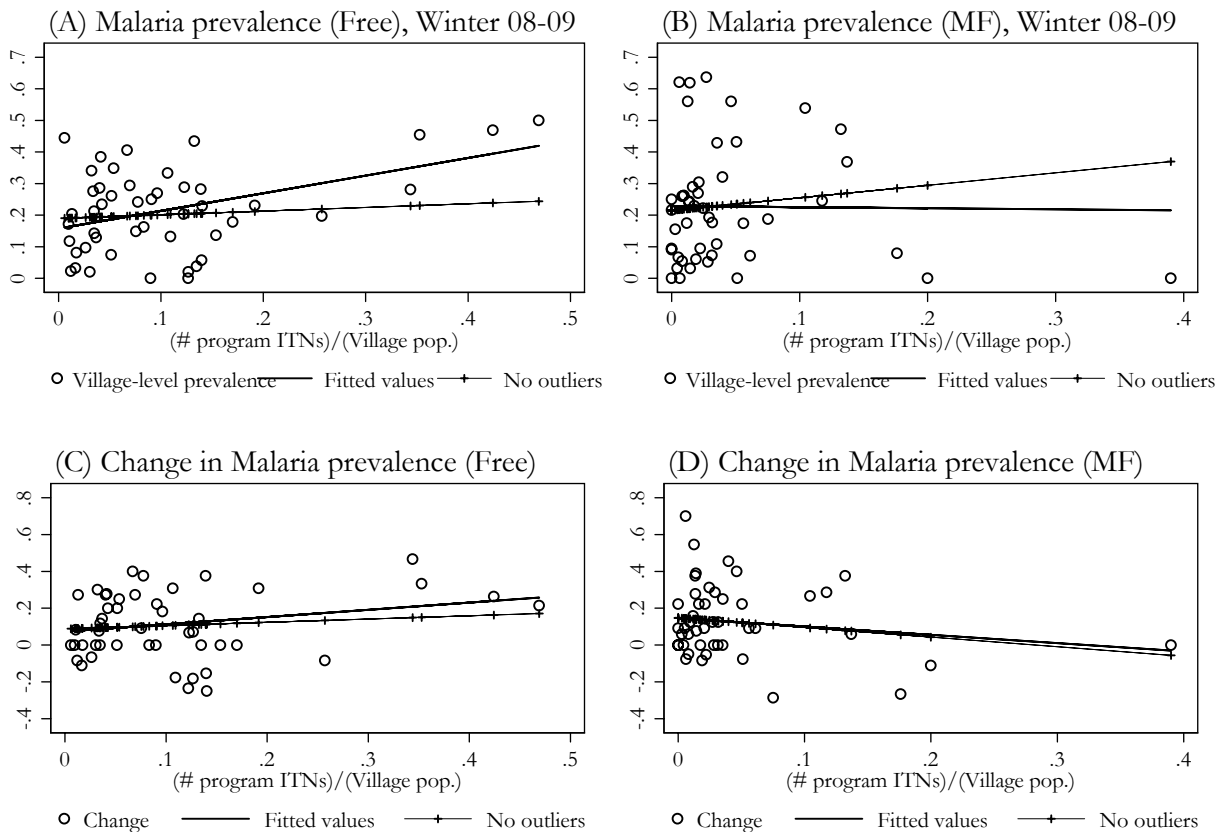 (A) Malaria prevalence (Free), Winter 08-09
0 .1 .2 .3 .4 .5 .6 .7
0 .1 .2 .3 .4 .5
(# program ITNs)/(Village pop.)
Village-level prevalence Fitted values No outliers
(B) Malaria prevalence (MF), Winter 08-09
0 .1 .2 .3 .4 .5 .6 .7
0 .1 .2 .3 .4
(# program ITNs)/(Village pop.)
Village-level prevalence Fitted values No outliers
(C) Change in Malaria prevalence (Free)
-.4 -.2 0 .2 .4 .6 .8
0 .1 .2 .3 .4 .5
(# program ITNs)/(Village pop.)
Change Fitted values No outliers
(D) Change in Malaria prevalence (MF)
-.4 -.2 0 .2 .4 .6 .8
0 .1 .2 .3 .4
(# program ITNs)/(Village pop.)
Change Fitted values No outliers